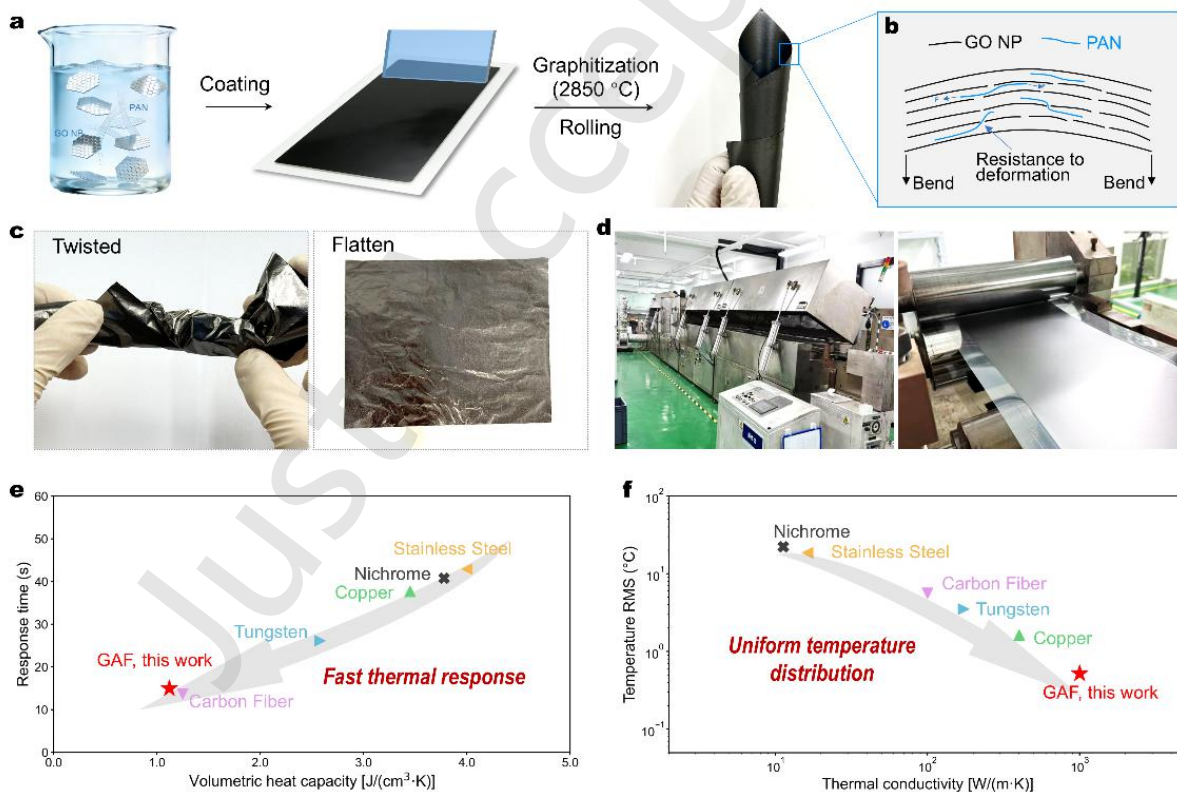 a
PAN
GO NP
Coating
Graphitization
(2850 °C)
Rolling
b
GO NP
PAN
F
Resistance to
deformation
Bend
Bend
c
Twisted
Flatten
d
e
Response time (s)
60
50
40
30
20
10
0
0.0
1.0
2.0
3.0
4.0
5.0
Volumetric heat capacity [J/(cm³·K)]
Stainless Steel
Nichrome
Copper
Tungsten
GAF, this work
Carbon Fiber
Fast thermal response
f
Temperature RMS (°C)
10²
10¹
10⁰
10⁻¹
10¹
10²
10³
Thermal conductivity [W/(m·K)]
Nichrome
Stainless Steel
Carbon Fiber
Tungsten
Copper
GAF, this work
Uniform temperature
distribution
Just Accep